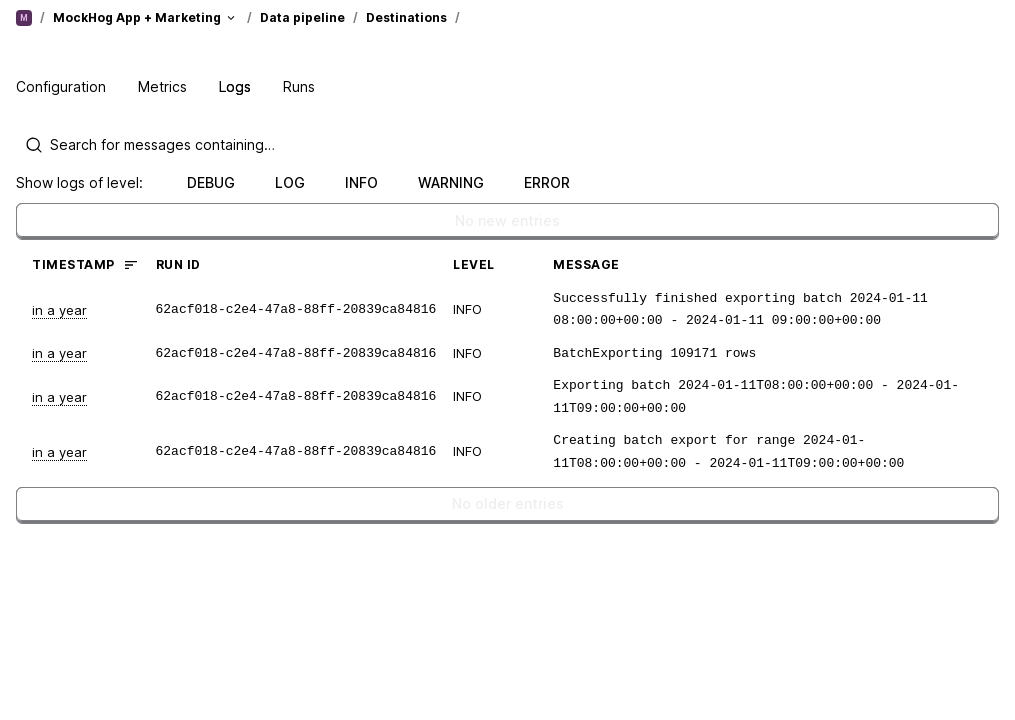 M / MockHog App + Marketing / Data pipeline / Destinations /
Configuration Metrics Logs Runs
Search for messages containing...
Show logs of level: DEBUG LOG INFO WARNING ERROR
No new entries
TIMESTAMP RUN ID LEVEL MESSAGE
in a year 62acf018-c2e4-47a8-88ff-20839ca84816 INFO Successfully finished exporting batch 2024-01-11
08:00:00+00:00 - 2024-01-11 09:00:00+00:00
in a year 62acf018-c2e4-47a8-88ff-20839ca84816 INFO BatchExporting 109171 rows
in a year 62acf018-c2e4-47a8-88ff-20839ca84816 INFO Exporting batch 2024-01-11T08:00:00+00:00 - 2024-01-
11T09:00:00+00:00
in a year 62acf018-c2e4-47a8-88ff-20839ca84816 INFO Creating batch export for range 2024-01-
11T08:00:00+00:00 - 2024-01-11T09:00:00+00:00
No older entries